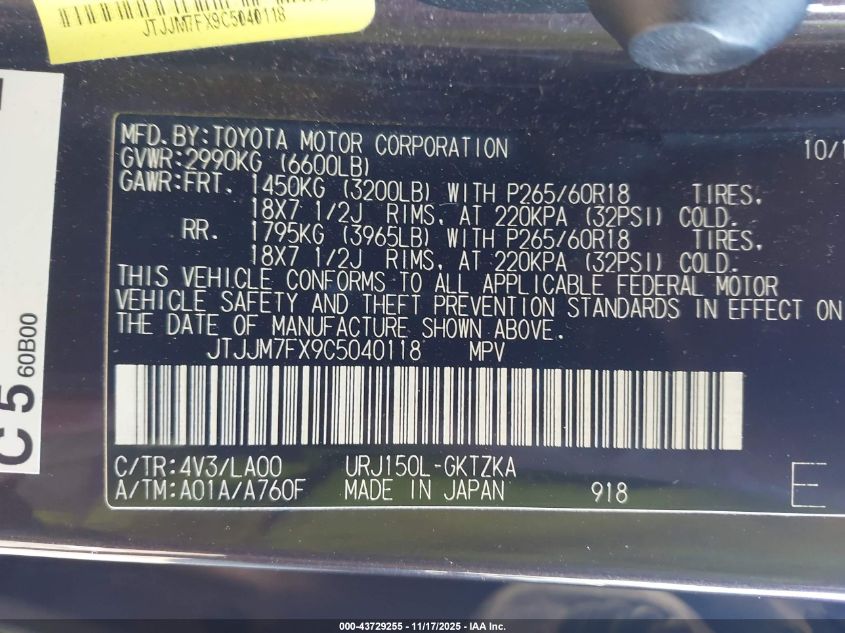 JTJJM7FX9C5040118
MFD.BY:TOYOTA MOTOR CORPORATION 10/1
GVWR:2990KG (6600LB)
GAWR:FRT. 1450KG (3200LB) WITH P265/60R18 TIRES,
18X7 1/2J RIMS, AT 220KPA (32PSI) COLD.
RR. 1795KG (3965LB) WITH P265/60R18 TIRES,
18X7 1/2J RIMS, AT 220KPA (32PSI) COLD.
THIS VEHICLE CONFORMS TO ALL APPLICABLE FEDERAL MOTOR
VEHICLE SAFETY AND THEFT PREVENTION STANDARDS IN EFFECT ON
THE DATE OF MANUFACTURE SHOWN ABOVE.
JTJJM7FX9C5040118 MPV
C/TR:4V3/LA00 URJ150L-GKTZKA
A/TM:A01A/A760F MADE IN JAPAN 918 E
C 5 60B00
000-43729255 - 11/17/2025 - IAA Inc.